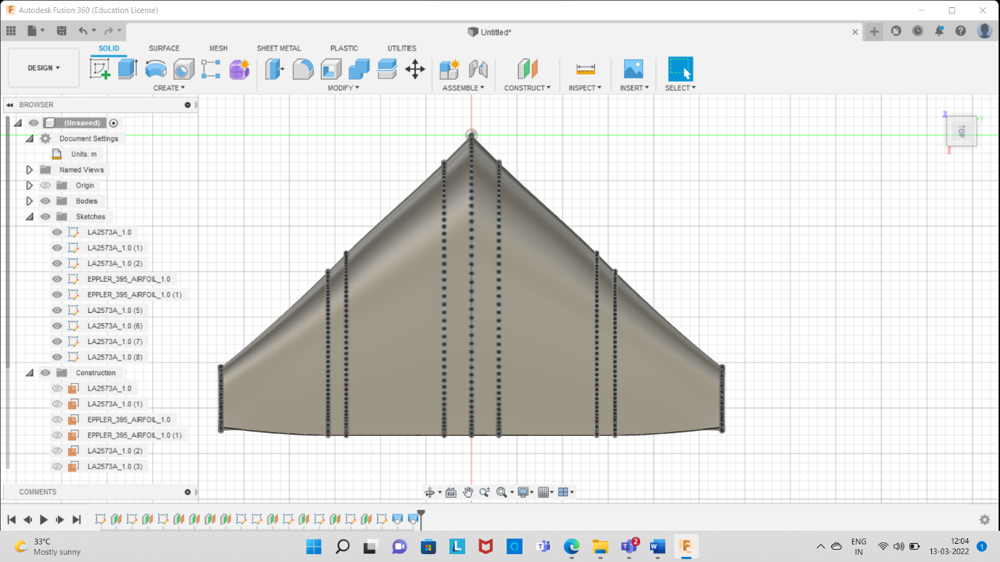 Autodesk Fusion 360 (Education License)
Untitled*
SOLID SURFACE MESH SHEET METAL PLASTIC UTILITIES
DESIGN
CREATE MODIFY ASSEMBLE CONSTRUCT INSPECT INSERT SELECT
BROWSER
(Unsaved)
Document Settings
Units: m
Named Views
Origin
Bodies
Sketches
LA2573A_1.0
LA2573A_1.0 (1)
LA2573A_1.0 (2)
EPPLER_395_AIRFOIL_1.0
EPPLER_395_AIRFOIL_1.0 (1)
LA2573A_1.0 (5)
LA2573A_1.0 (6)
LA2573A_1.0 (7)
LA2573A_1.0 (8)
Construction
LA2573A_1.0
LA2573A_1.0 (1)
EPPLER_395_AIRFOIL_1.0
EPPLER_395_AIRFOIL_1.0 (1)
LA2573A_1.0 (2)
LA2573A_1.0 (3)
Z
Y
TOP
X
COMMENTS
33°C
Mostly sunny
2
ENG
IN
12:04
13-03-2022
1